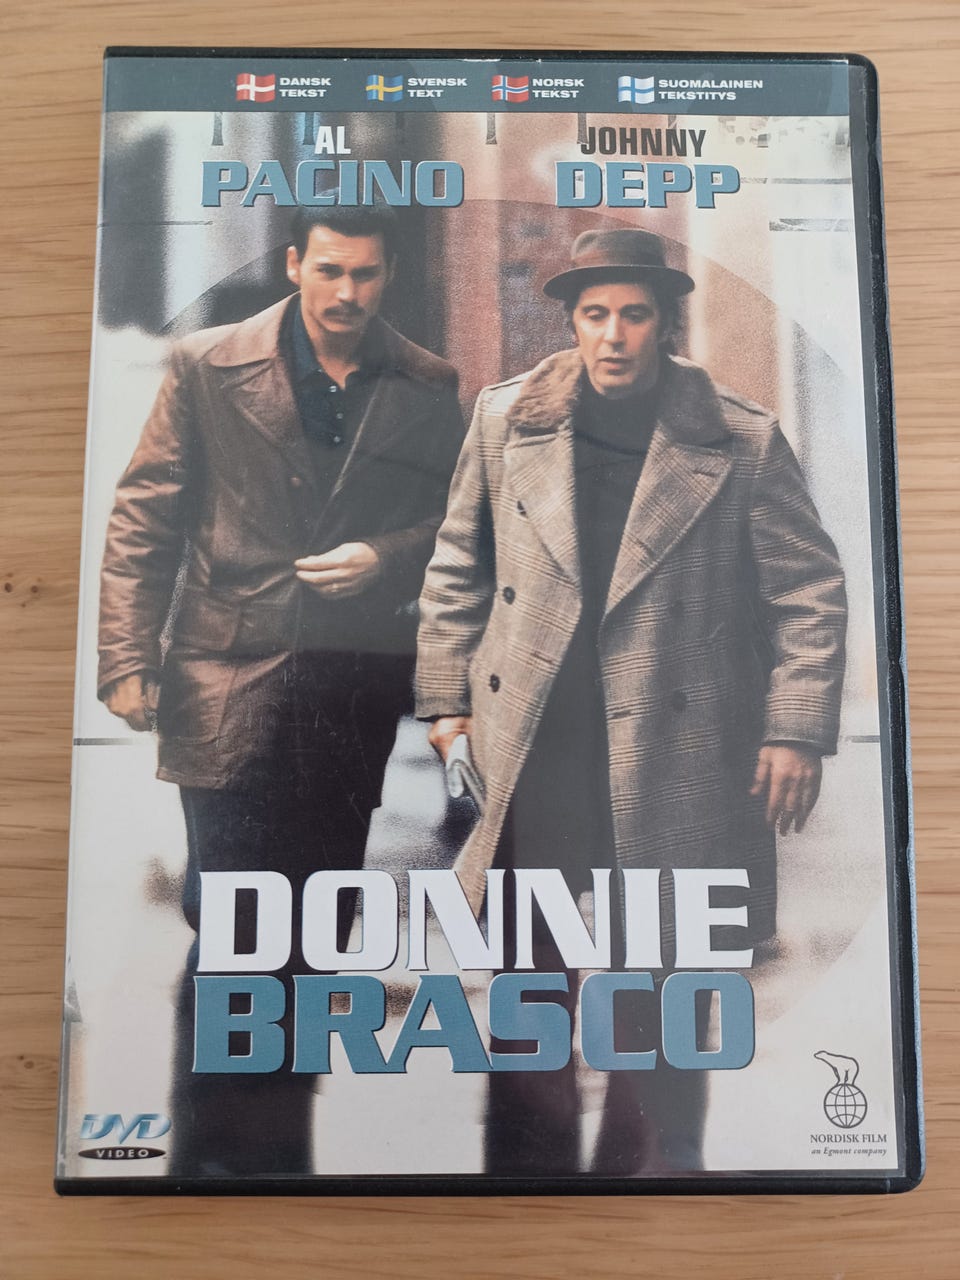 DANSK TEKST
SVENSK TEXT
NORSK TEKST
SUOMALAINEN TEKSTITYS
AL PACINO
JOHNNY DEPP
DONNIE
BRASCO
DVD
VIDEO
NORDISK FILM
an Egmont company